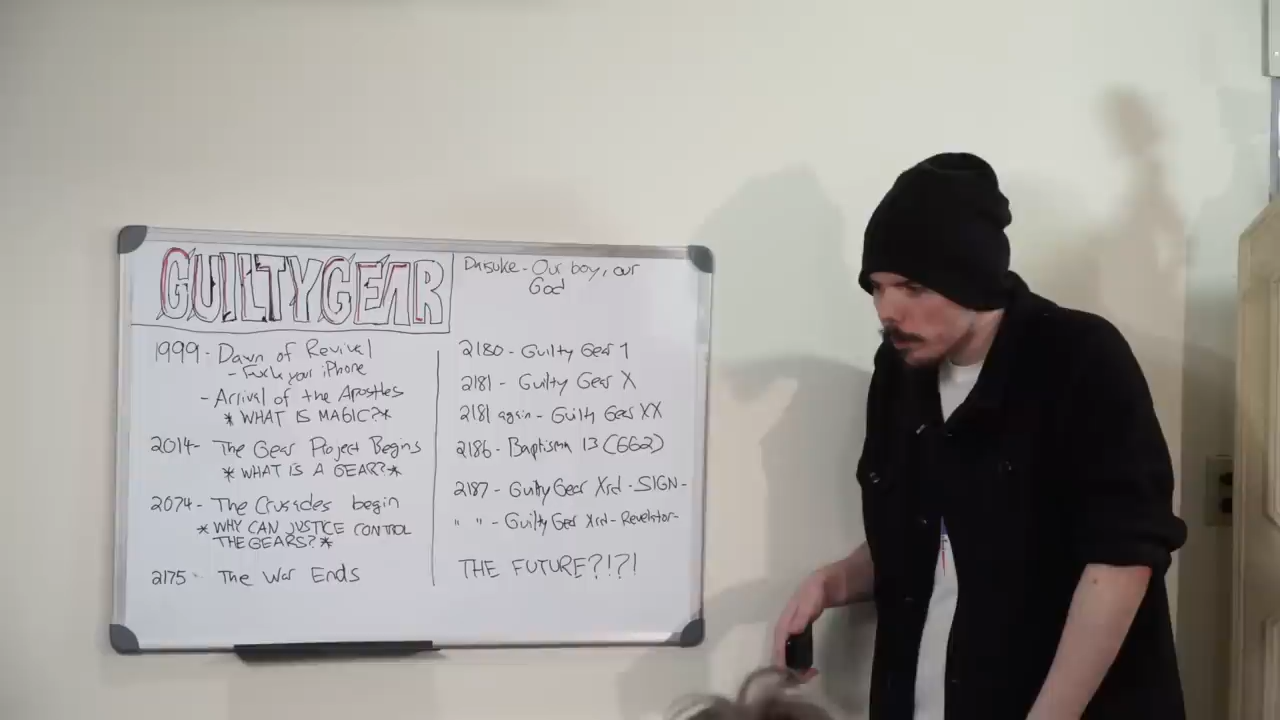 GUILTYGEAR
1999 - Dawn of Revival
- Fuck your iPhone
- Arrival of the Apostles
* WHAT IS MAGIC?*
2014 - The Gear Project Begins
* WHAT IS A GEAR?*
2074 - The Crusades begin
* WHY CAN JUSTICE CONTROL
THE GEARS?*
2175 - The War Ends
Daisuke - Our boy, our
God
2180 - Guilty Gear 1
2181 - Guilty Gear X
2181 again - Guilty Gear XX
2186 - Baptisma 13 (GG2)
2187 - Guilty Gear Xrd - SIGN -
" " - Guilty Gear Xrd - Revelator -
THE FUTURE?!?!